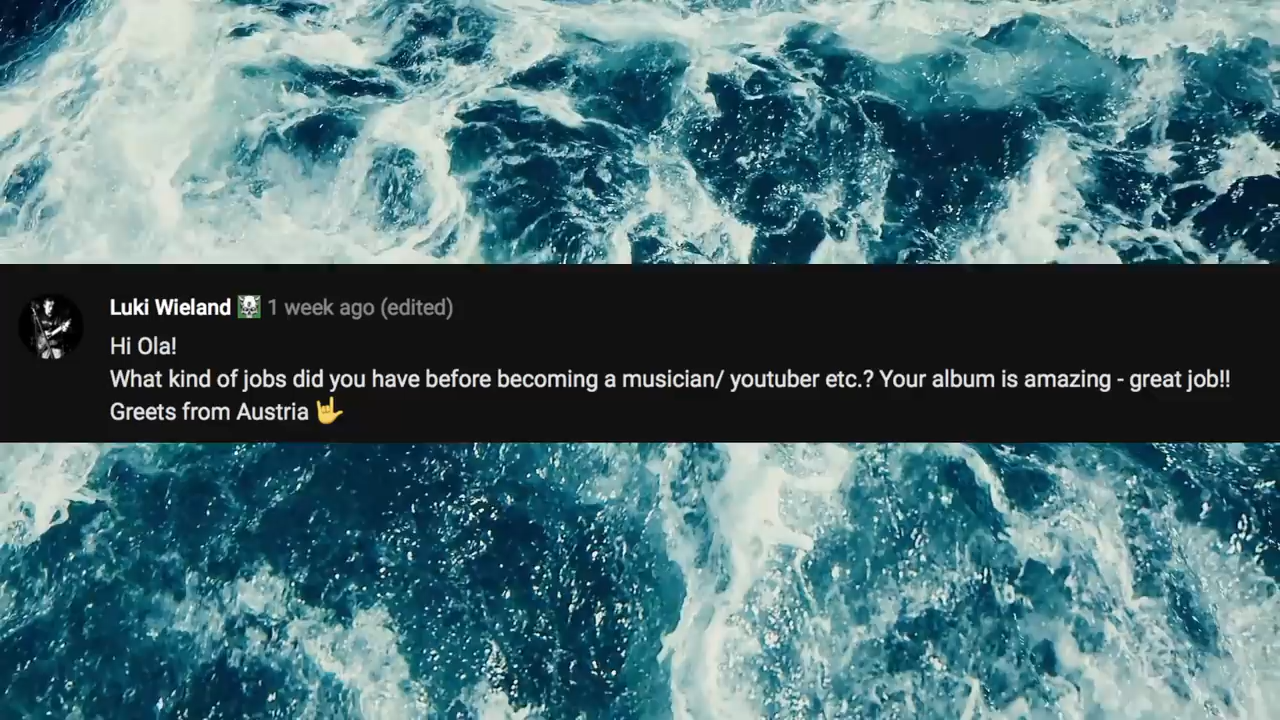 Luki Wieland 1 week ago (edited)
Hi Ola!
What kind of jobs did you have before becoming a musician/ youtuber etc.? Your album is amazing - great job!!
Greets from Austria 🤟